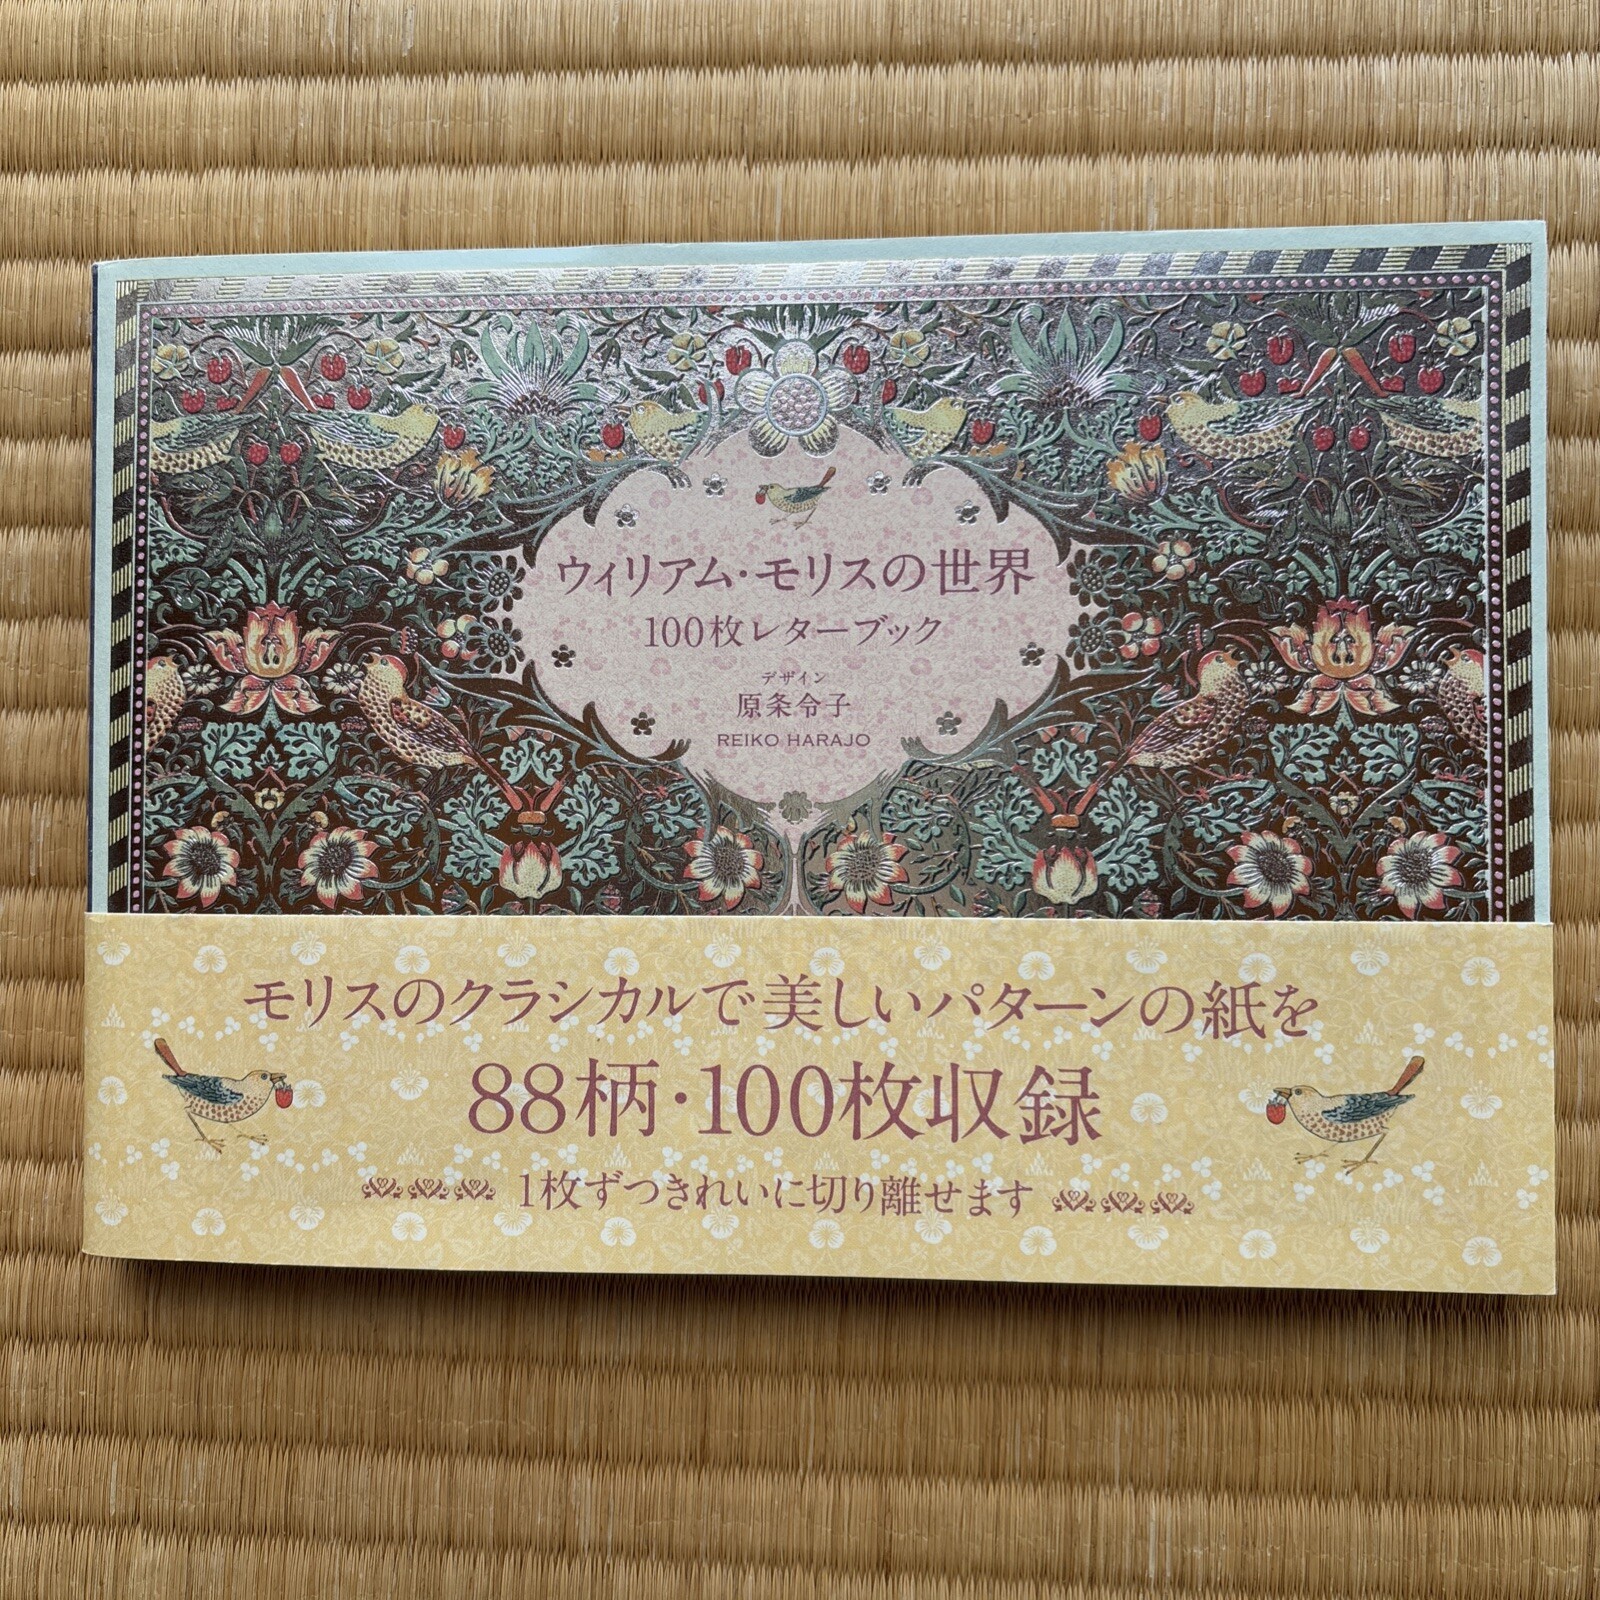 ウィリアム・モリスの世界
100枚レターブック
デザイン
原条令子
REIKO HARAJO
モリスのクラシカルで美しいパターンの紙を
88柄・100枚収録
1枚ずつきれいに切り離せます